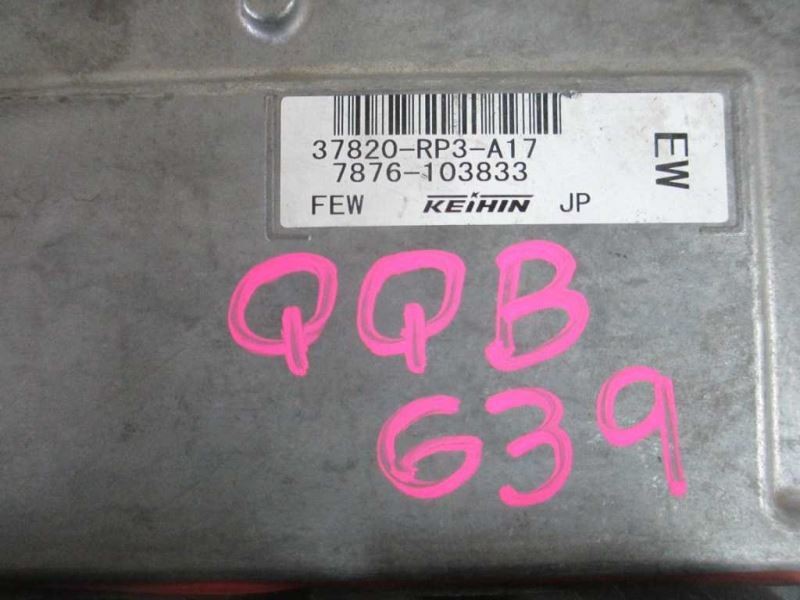 37820-RP3-A17
7876-103833
FEW KEIHIN JP
EW
QQB
639